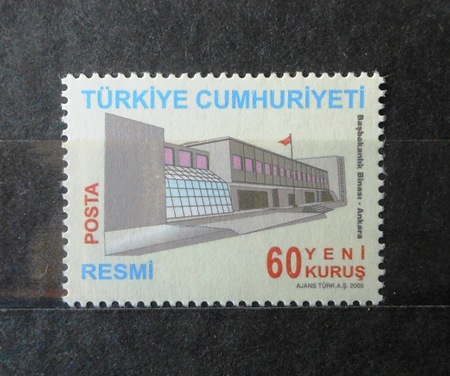 TÜRKİYE CUMHURİYETİ
Başbakanlık Binası - Ankara
POSTA
RESMİ
60 YENİ KURUŞ
AJANS TÜRK A.Ş. 2005